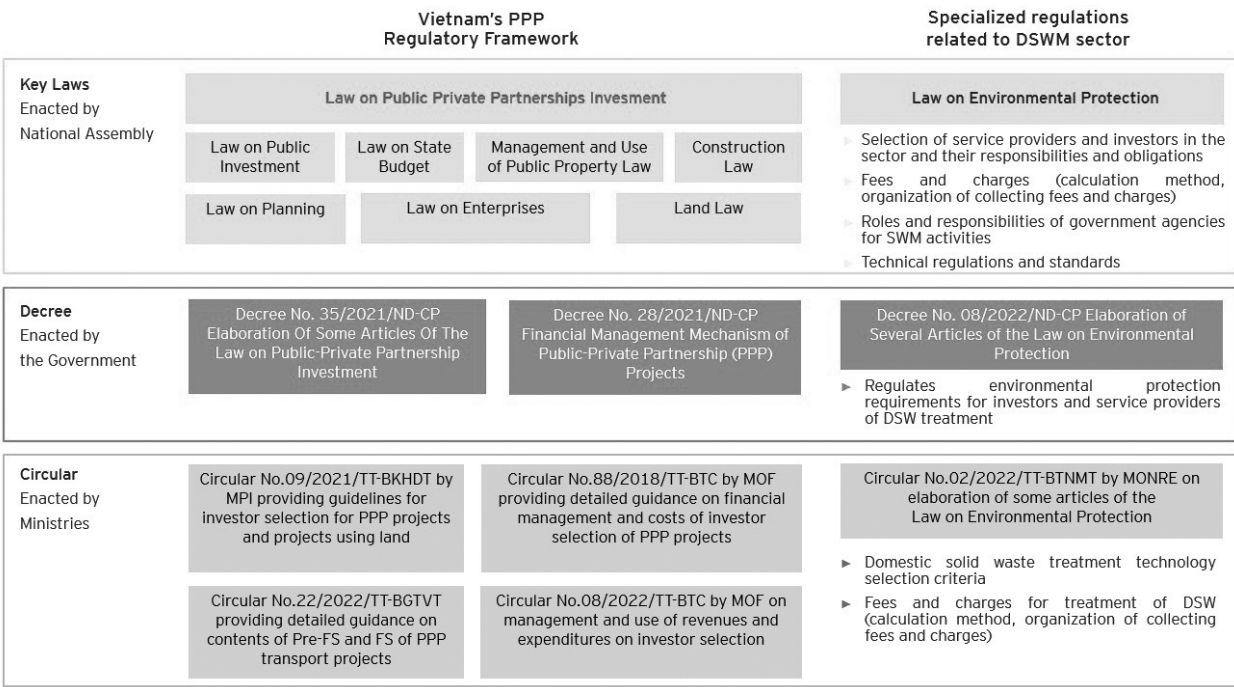 Vietnam's PPP
Regulatory Framework
Specialized regulations
related to DSWM sector
Key Laws
Enacted by
National Assembly
Law on Public Private Partnerships Invesment
Law on Public
Investment
Law on State
Budget
Management and Use
of Public Property Law
Construction
Law
Law on Planning
Law on Enterprises
Land Law
Law on Environmental Protection
► Selection of service providers and investors in the
sector and their responsibilities and obligations
► Fees and charges (calculation method,
organization of collecting fees and charges)
► Roles and responsibilities of government agencies
for SWM activities
► Technical regulations and standards
Decree
Enacted by
the Government
Decree No. 35/2021/ND-CP
Elaboration Of Some Articles Of The
Law on Public-Private Partnership
Investment
Decree No. 28/2021/ND-CP
Financial Management Mechanism of
Public-Private Partnership (PPP)
Projects
Decree No. 08/2022/ND-CP Elaboration of
Several Articles of the Law on Environmental
Protection
► Regulates environmental protection
requirements for investors and service providers
of DSW treatment
Circular
Enacted by
Ministries
Circular No.09/2021/TT-BKHDT by
MPI providing guidelines for
investor selection for PPP projects
and projects using land
Circular No.88/2018/TT-BTC by MOF
providing detailed guidance on financial
management and costs of investor
selection of PPP projects
Circular No.22/2022/TT-BGTVT
providing detailed guidance on
contents of Pre-FS and FS of PPP
transport projects
Circular No.08/2022/TT-BTC by MOF on
management and use of revenues and
expenditures on investor selection
Circular No.02/2022/TT-BTNMT by MONRE on
elaboration of some articles of the
Law on Environmental Protection
► Domestic solid waste treatment technology
selection criteria
► Fees and charges for treatment of DSW
(calculation method, organization of collecting
fees and charges)